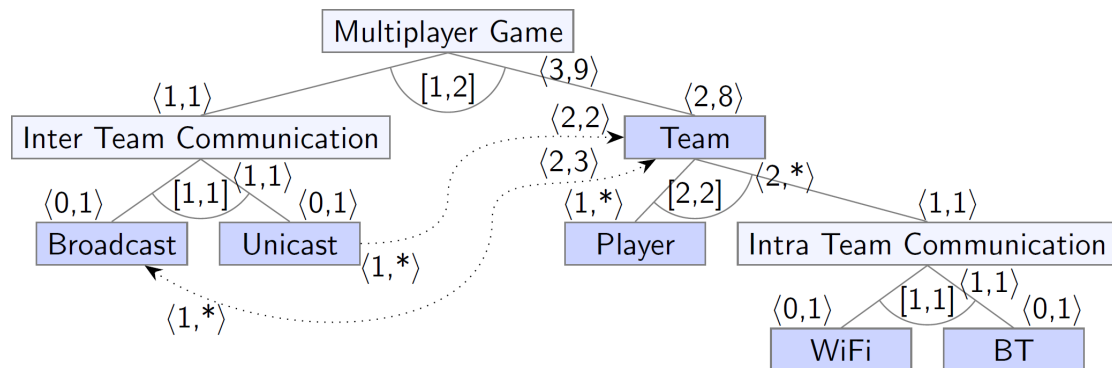 Multiplayer Game
[1,2]
⟨3,9⟩
⟨1,1⟩
⟨2,8⟩
Inter Team Communication
⟨2,2⟩
Team
⟨2,3⟩
[1,1]
⟨1,1⟩
⟨0,1⟩
⟨0,1⟩
⟨1,*⟩
[2,2]
⟨2,*⟩
⟨1,1⟩
Broadcast
Unicast
Player
Intra Team Communication
⟨1,*⟩
⟨1,*⟩
⟨0,1⟩
[1,1]
⟨1,1⟩
⟨0,1⟩
WiFi
BT